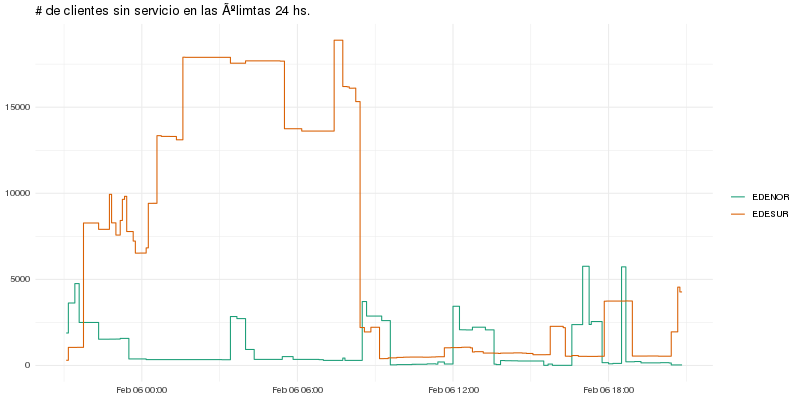 # de clientes sin servicio en las Ãºlimtas 24 hs.
15000
10000
5000
0
EDENOR
EDESUR
Feb 06 00:00
Feb 06 06:00
Feb 06 12:00
Feb 06 18:00